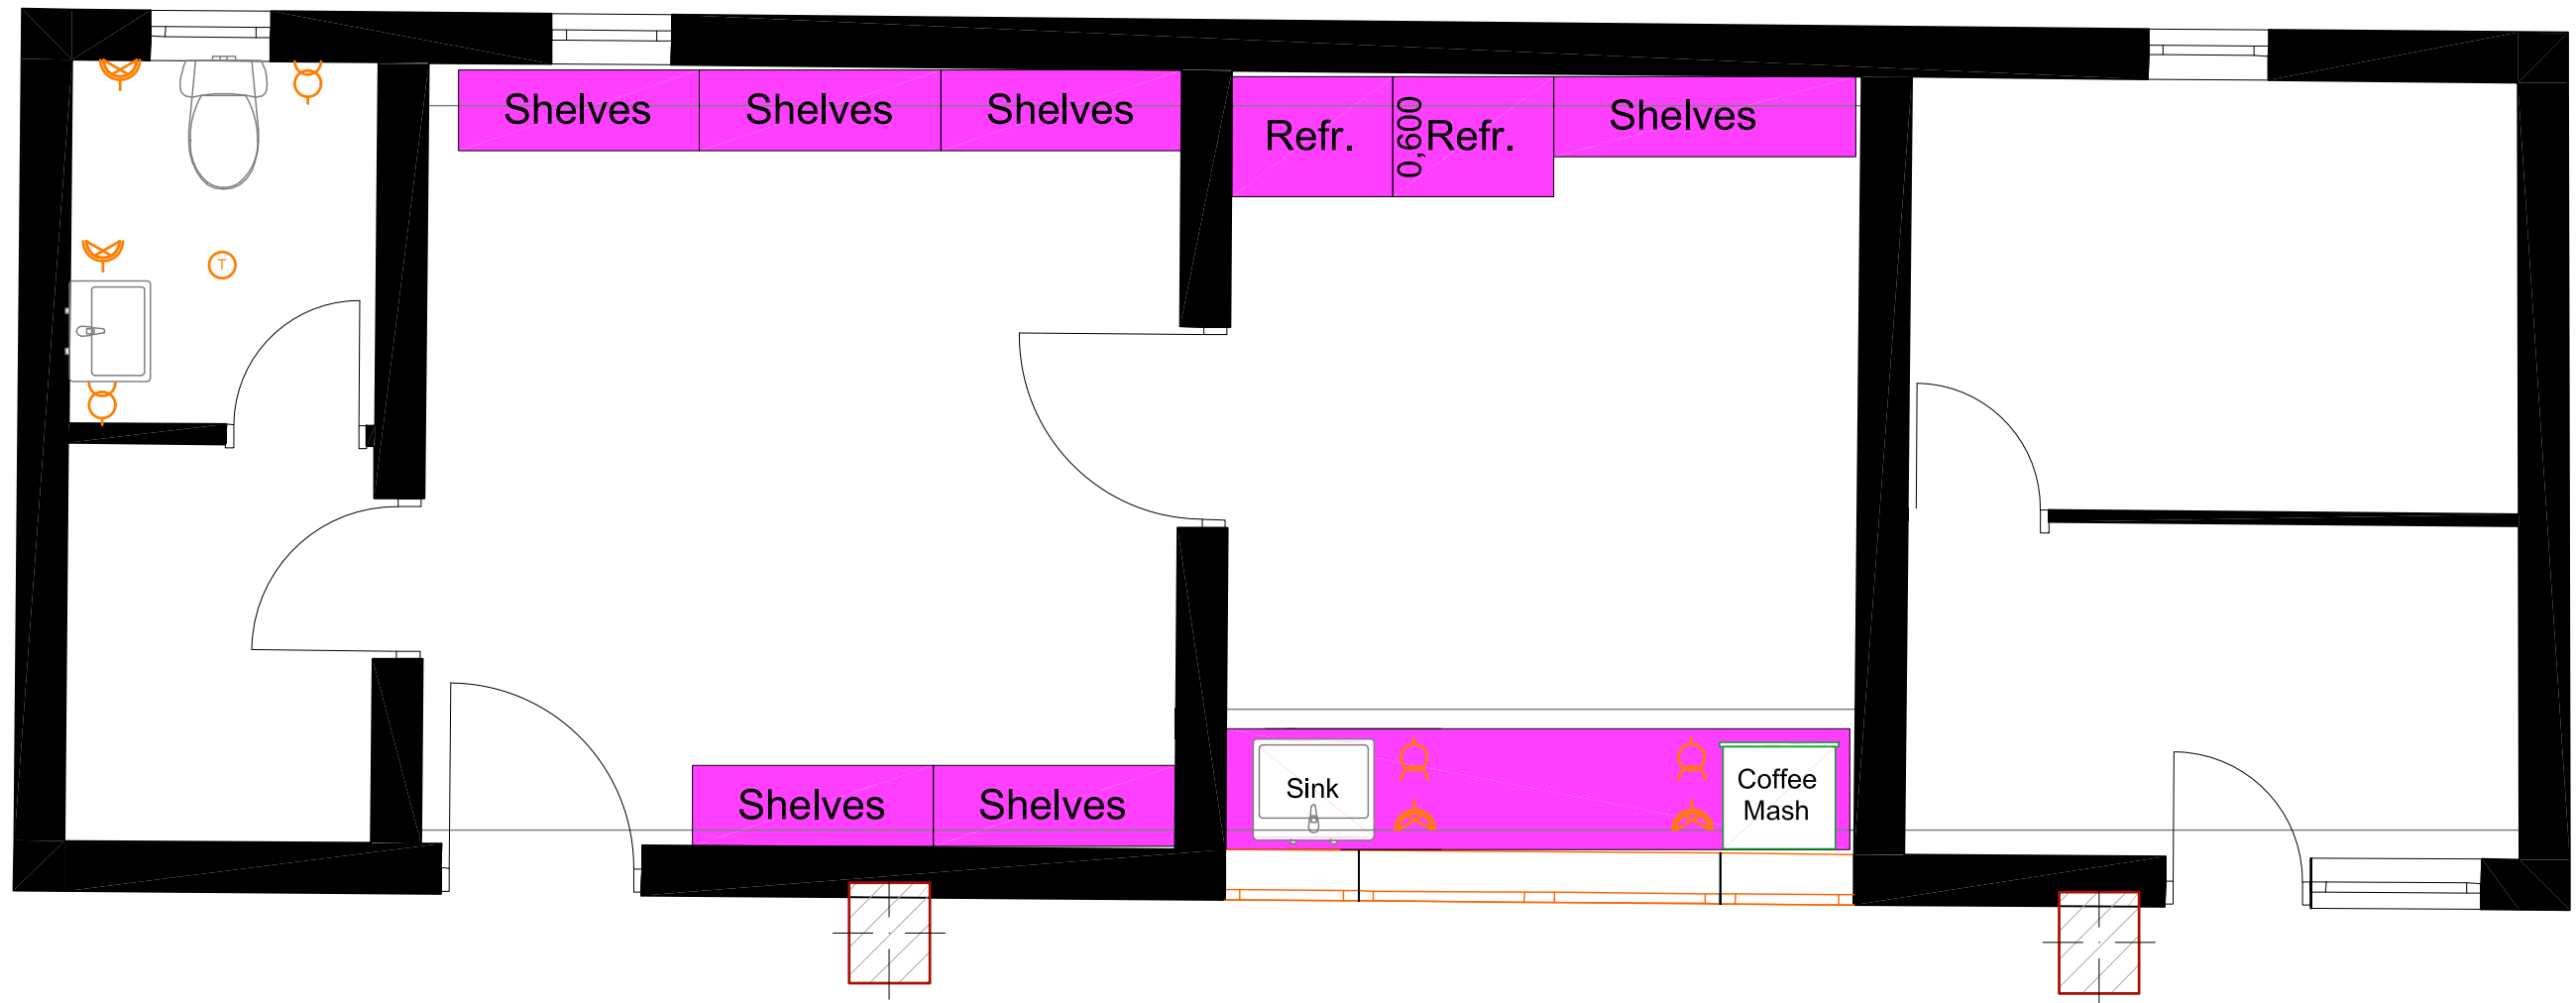 Shelves
Shelves
Shelves
Refr.
0,600
Refr.
Shelves
T
Shelves
Shelves
Sink
Coffee
Mash